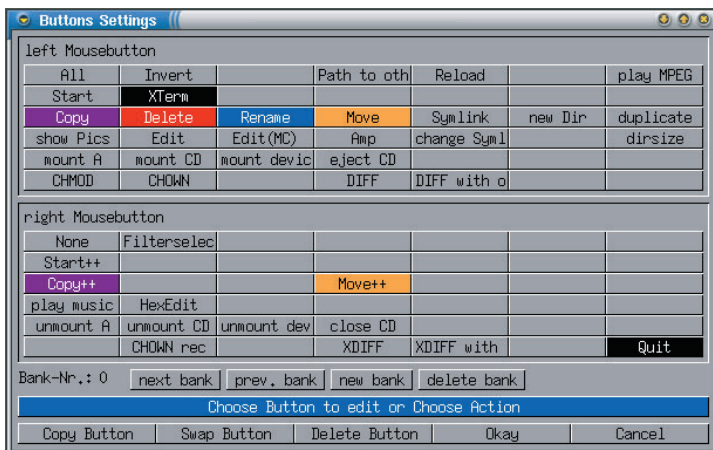 Buttons Settings
left Mousebutton
All Invert Path to oth Reload play MPEG
Start XTerm
Copy Delete Rename Move Symlink new Dir duplicate
show Pics Edit Edit(MC) Amp change Syml dirsize
mount A mount CD mount devic eject CD
CHMOD CHOWN DIFF DIFF with o
right Mousebutton
None Filterselec
Start++
Copy++ Move++
play music HexEdit
unmount A unmount CD unmount dev close CD
CHOWN rec XDIFF XDIFF with Quit
Bank-Nr.: 0 next bank prev. bank new bank delete bank
Choose Button to edit or Choose Action
Copy Button Swap Button Delete Button Okay Cancel